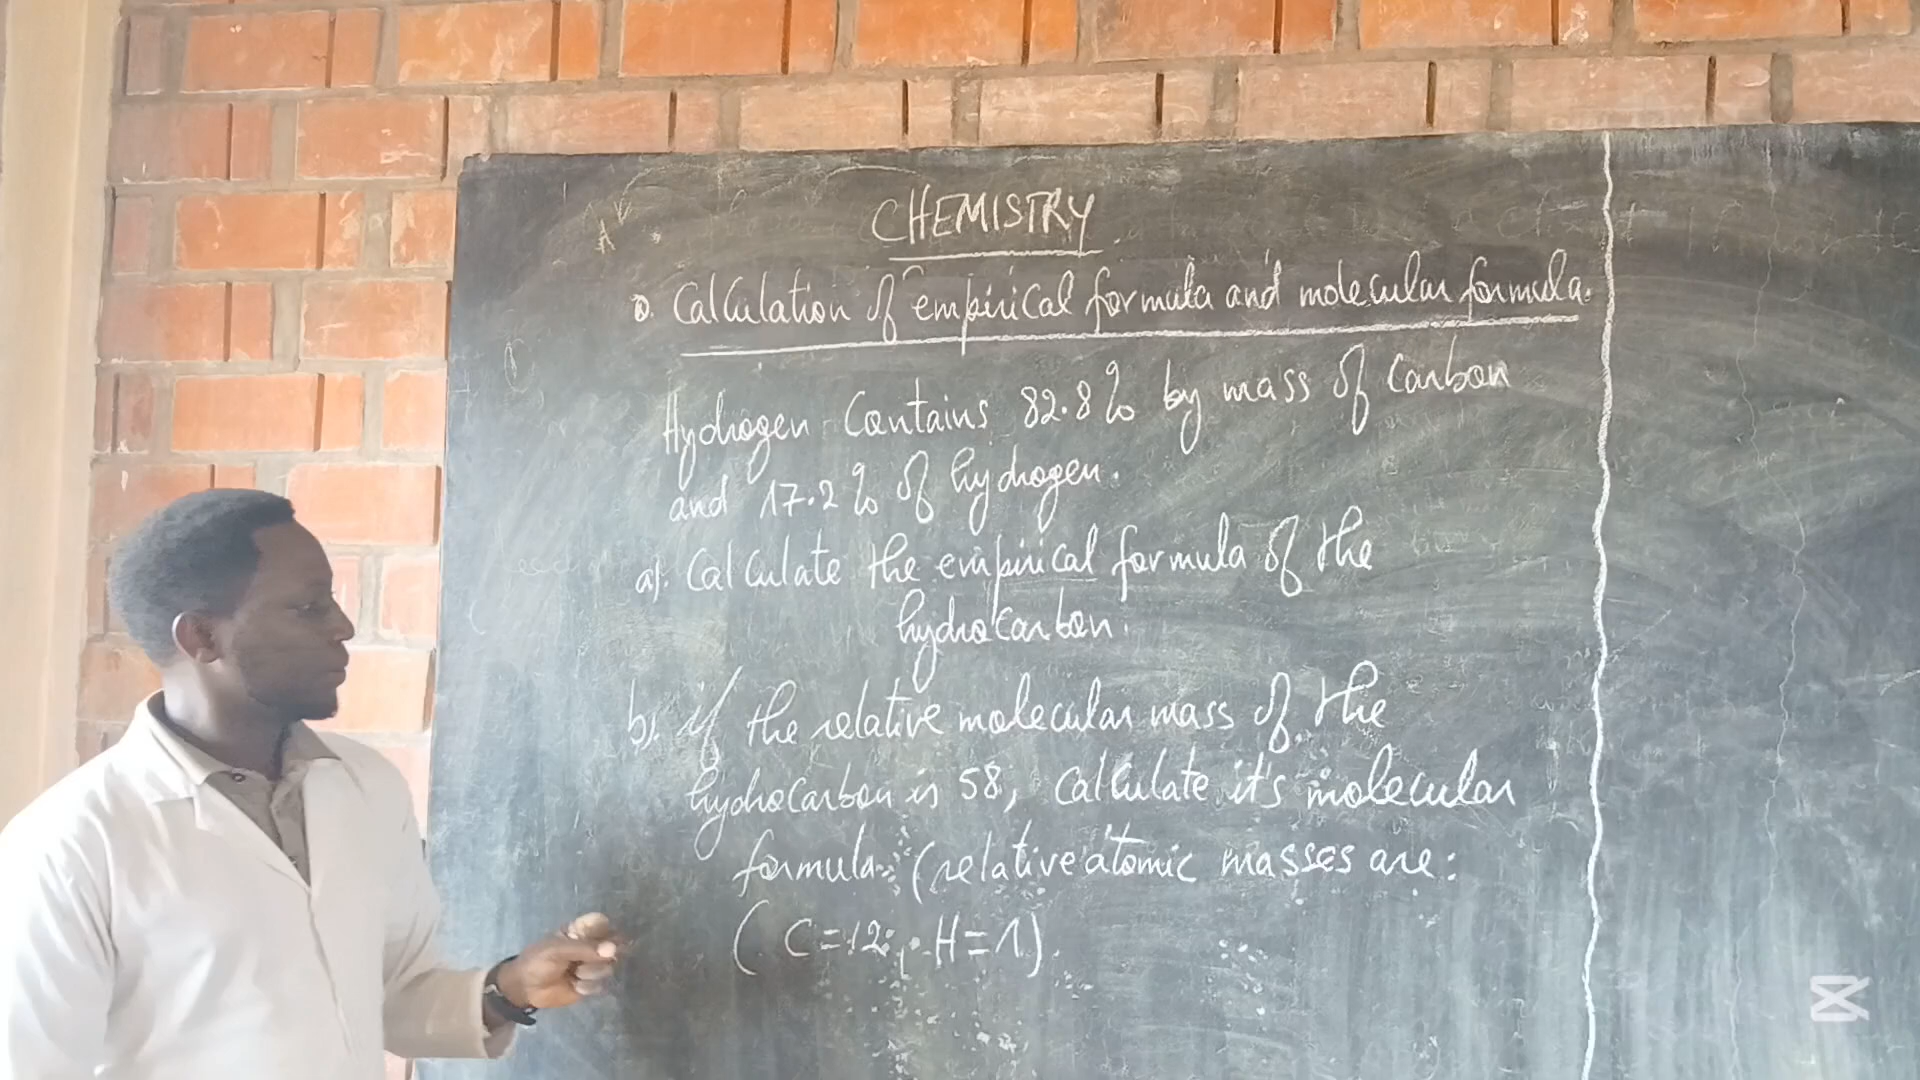 CHEMISTRY
Calculation of empirical formula and molecular formula.
Hydrogen Contains 82.8% by mass of Carbon
and 17.2% of hydrogen.
a). Calculate the empirical formula of the
hydrocarbon.
b). if the relative molecular mass of the
hydrocarbon is 58, Calculate it's molecular
formula. (relative atomic masses are:
( C=12, H=1).